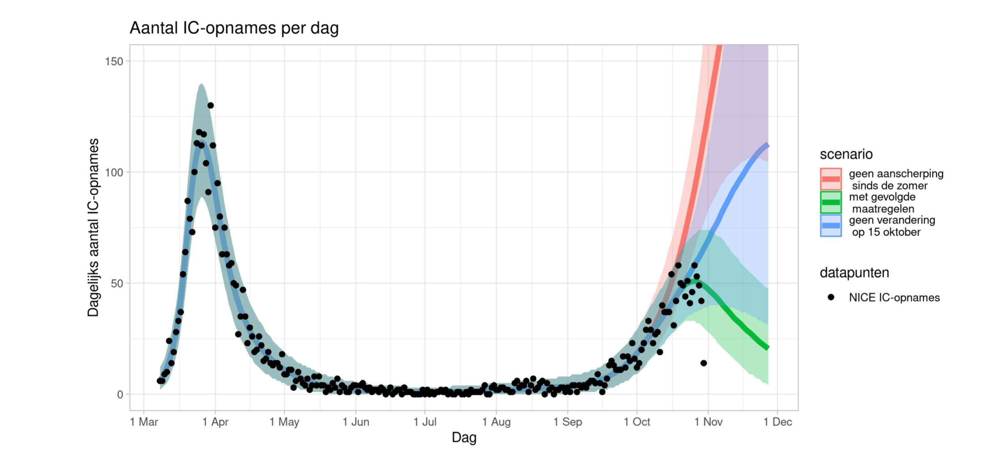 Aantal IC-opnames per dag
150
100
50
0
Dagelijks aantal IC-opnames
1 Mar
1 Apr
1 May
1 Jun
1 Jul
1 Aug
1 Sep
1 Oct
1 Nov
1 Dec
Dag
scenario
geen aanscherping
sinds de zomer
met gevolgde
maatregelen
geen verandering
op 15 oktober
datapunten
NICE IC-opnames